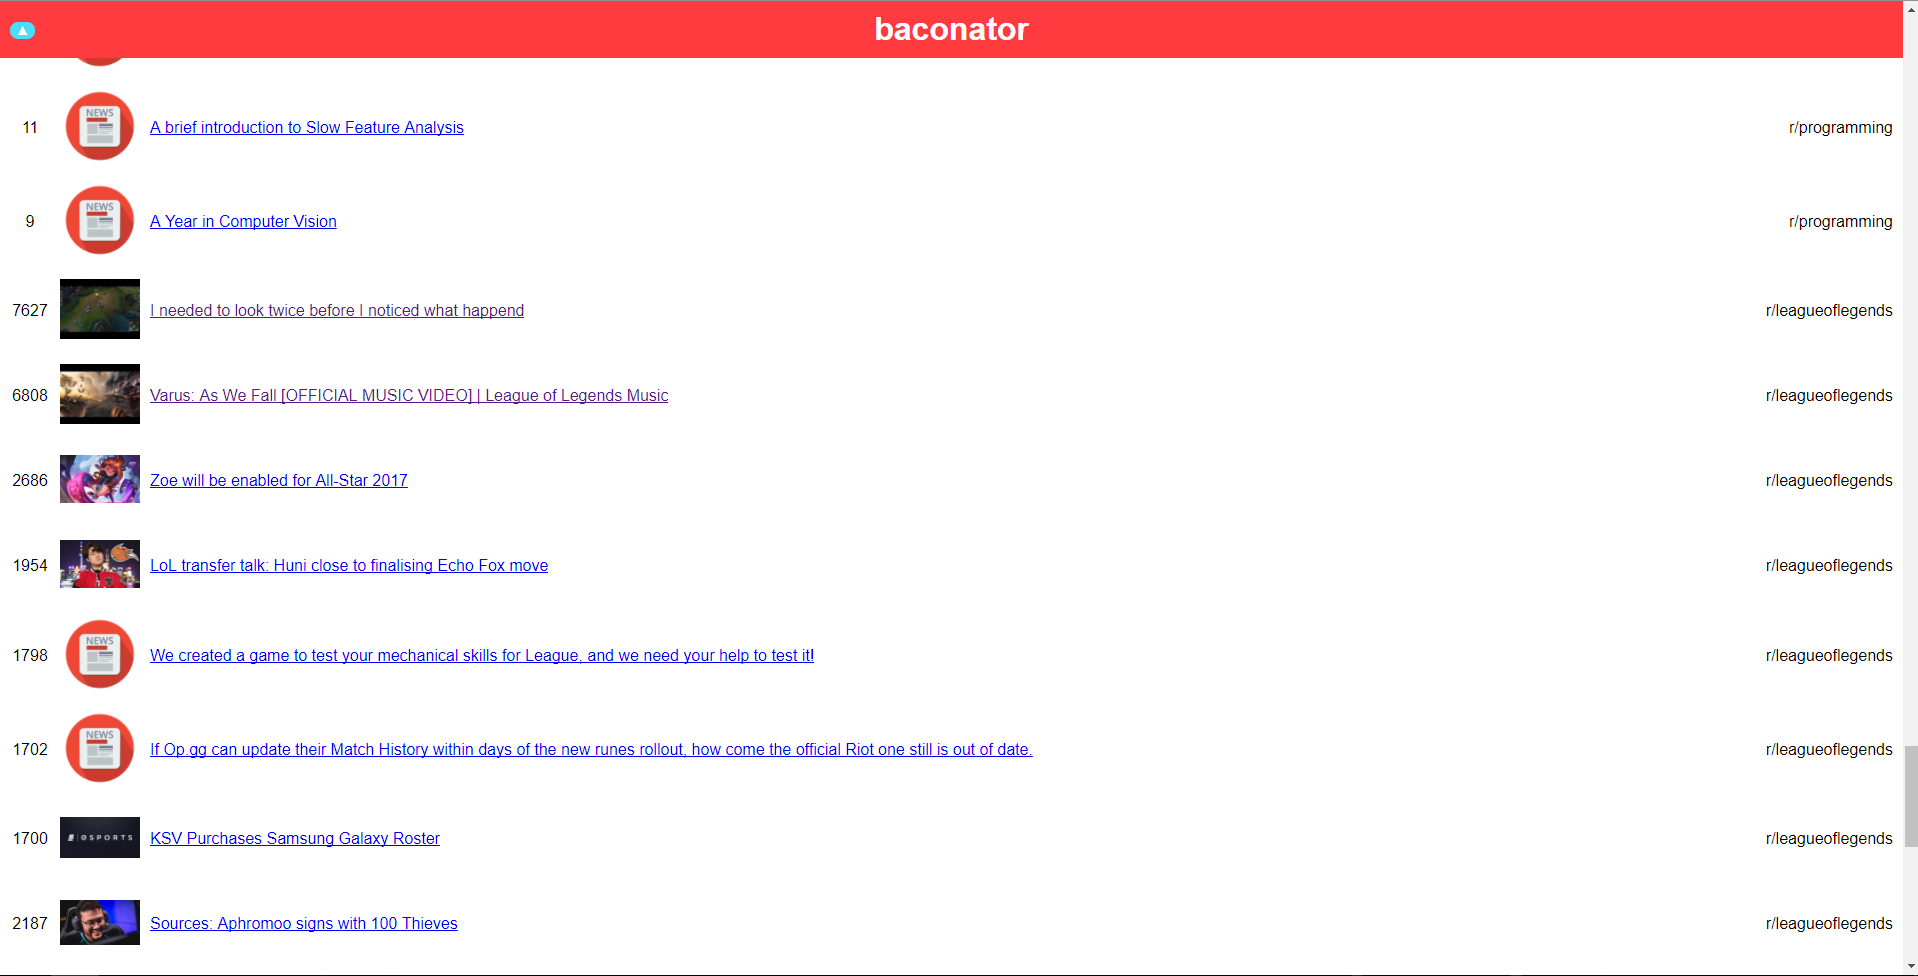 ▲ baconator
11 NEWS A brief introduction to Slow Feature Analysis r/programming
9 NEWS A Year in Computer Vision r/programming
7627 I needed to look twice before I noticed what happend r/leagueoflegends
6808 Varus: As We Fall [OFFICIAL MUSIC VIDEO] | League of Legends Music r/leagueoflegends
2686 Zoe will be enabled for All-Star 2017 r/leagueoflegends
1954 LoL transfer talk: Huni close to finalising Echo Fox move r/leagueoflegends
1798 NEWS We created a game to test your mechanical skills for League, and we need your help to test it! r/leagueoflegends
1702 NEWS If Op.gg can update their Match History within days of the new runes rollout, how come the official Riot one still is out of date. r/leagueoflegends
1700 ESPORTS KSV Purchases Samsung Galaxy Roster r/leagueoflegends
2187 Sources: Aphromoo signs with 100 Thieves r/leagueoflegends